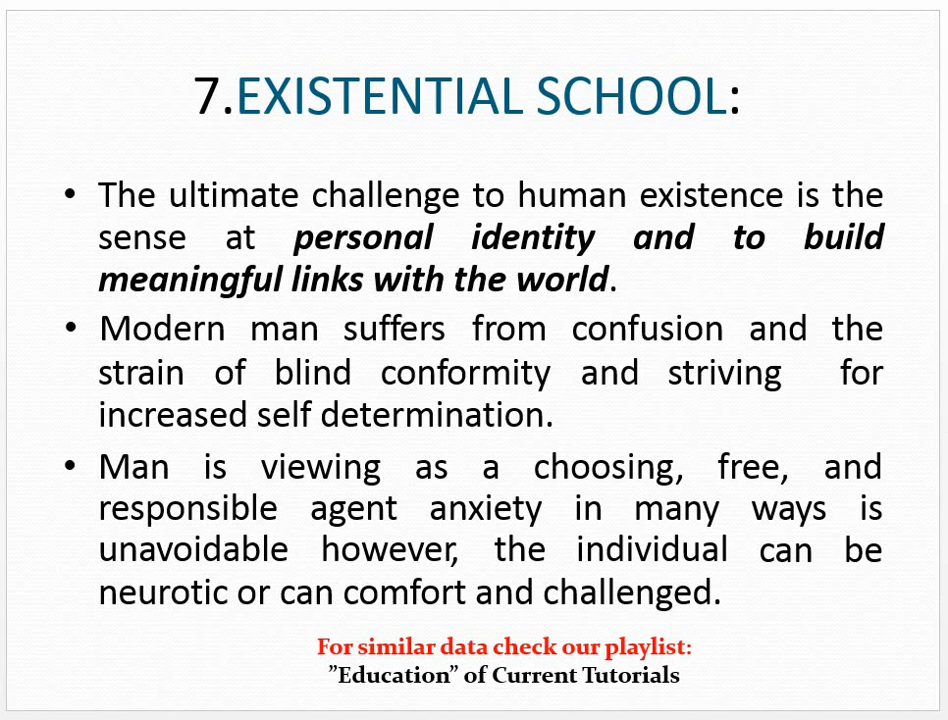 7.EXISTENTIAL SCHOOL:
• The ultimate challenge to human existence is the
sense at personal identity and to build
meaningful links with the world.
• Modern man suffers from confusion and the
strain of blind conformity and striving for
increased self determination.
• Man is viewing as a choosing, free, and
responsible agent anxiety in many ways is
unavoidable however, the individual can be
neurotic or can comfort and challenged.
For similar data check our playlist:
”Education” of Current Tutorials